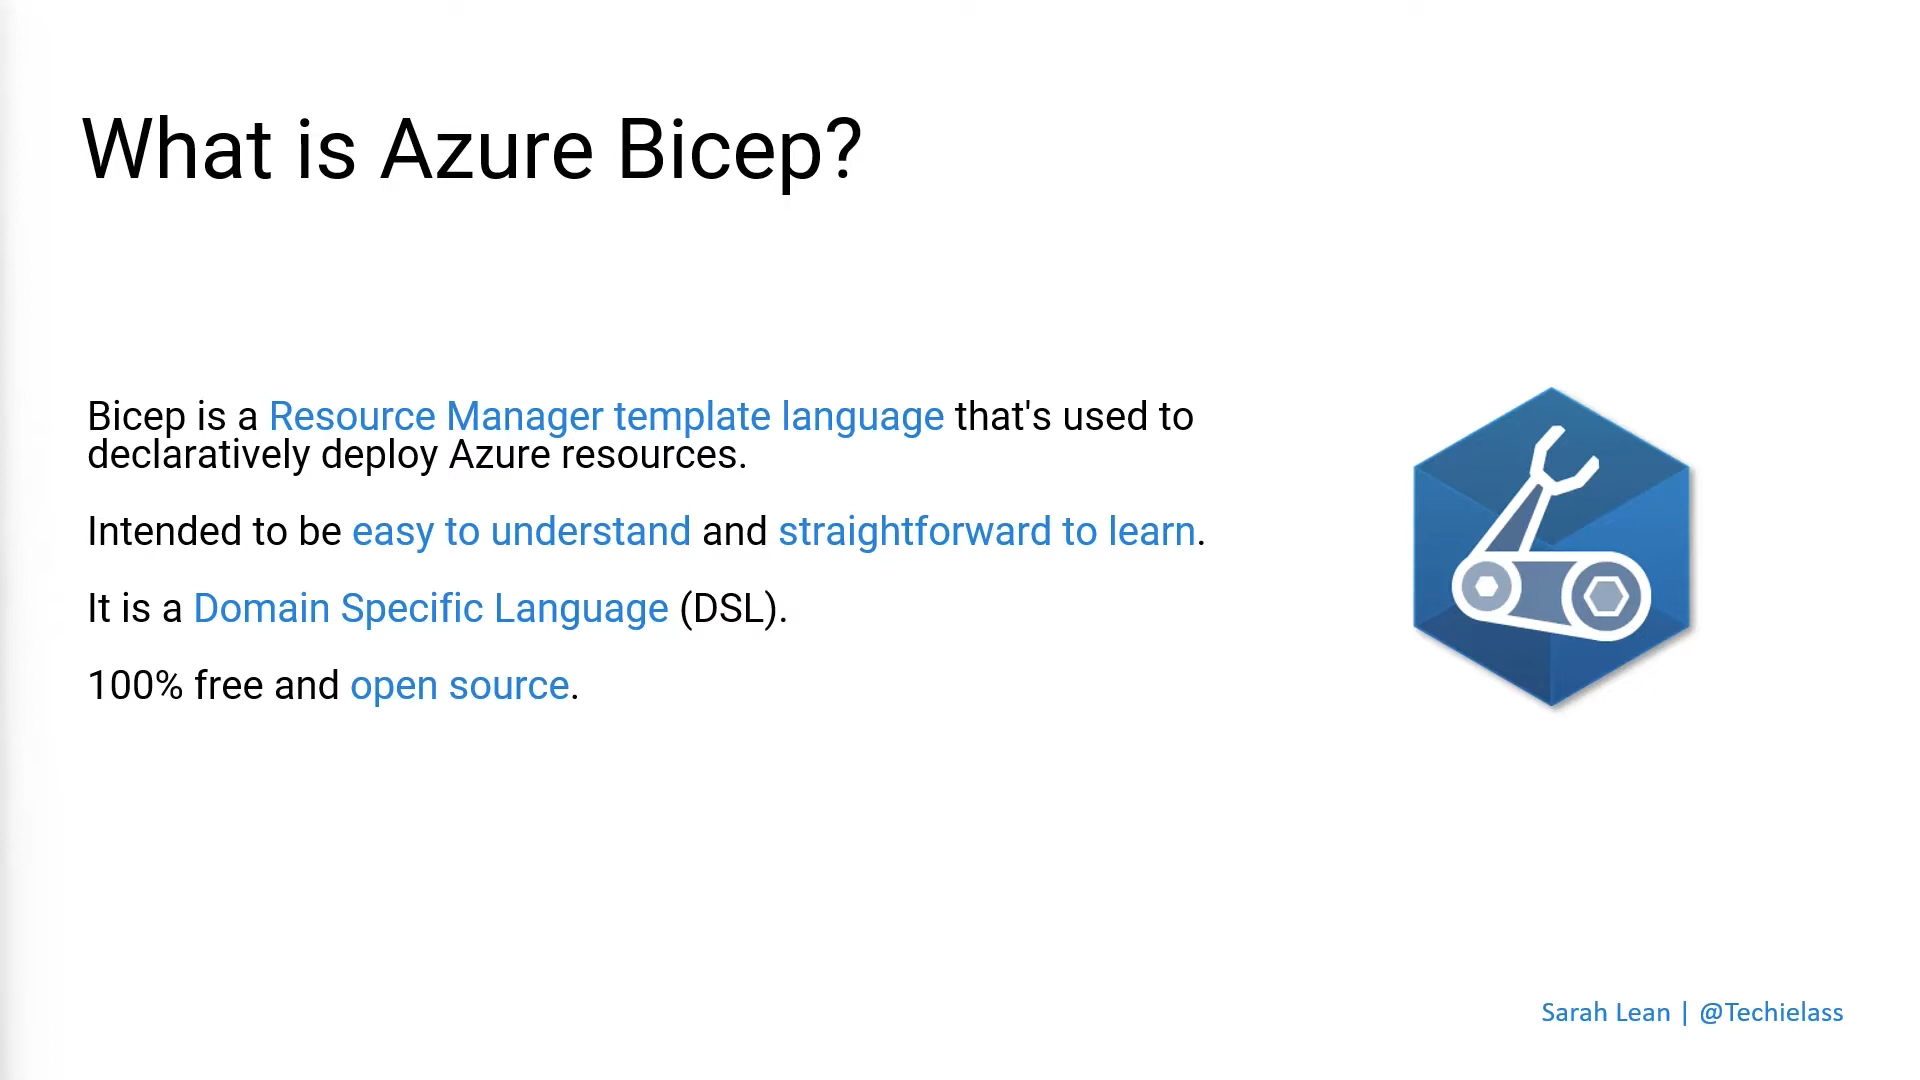 What is Azure Bicep?
Bicep is a Resource Manager template language that's used to
declaratively deploy Azure resources.
Intended to be easy to understand and straightforward to learn.
It is a Domain Specific Language (DSL).
100% free and open source.
Sarah Lean | @Techielass